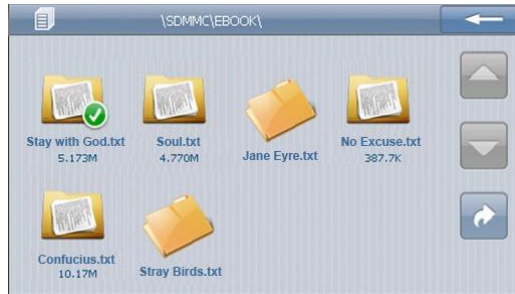 \SDMMC\EBOOK\
Stay with God.txt
5.173M
Soul.txt
4.770M
Jane Eyre.txt
No Excuse.txt
387.7K
Confucius.txt
10.17M
Stray Birds.txt